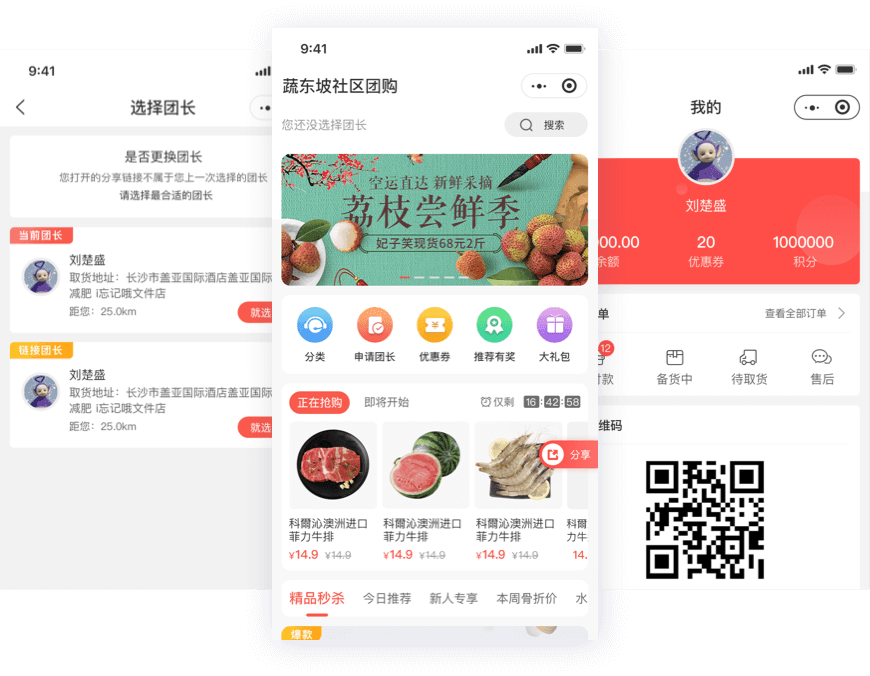 9:41
选择团长
是否更换团长
您打开的分享链接不属于您上一次选择的团长
请选择最合适的团长
当前团长
刘楚盛
取货地址：长沙市盖亚国际酒店盖亚国际
减肥 i忘记哦文件店
距您：25.0km
就选
链接团长
刘楚盛
取货地址：长沙市盖亚国际酒店盖亚国际
减肥 i忘记哦文件店
距您：25.0km
就选
9:41
蔬东坡社区团购
您还没选择团长
搜索
空运直达 新鲜采摘
荔枝尝鲜季
妃子笑现货68元2斤
分类 申请团长 优惠券 推荐有奖 大礼包
正在抢购 即将开始 仅剩 16:42:58
分享
科爾沁澳洲进口 科爾沁澳洲进口 科爾沁澳洲进口 科爾
菲力牛排 菲力牛排 菲力牛排 力牛
¥14.9 ¥14.9 ¥14.9 ¥14.9 ¥14.9 ¥14.9 14.
精品秒杀 今日推荐 新人专享 本周骨折价 水
爆款
我的
刘楚盛
00.00 20 1000000
余额 优惠券 积分
单 查看全部订单
12
付款 备货中 待取货 售后
维码